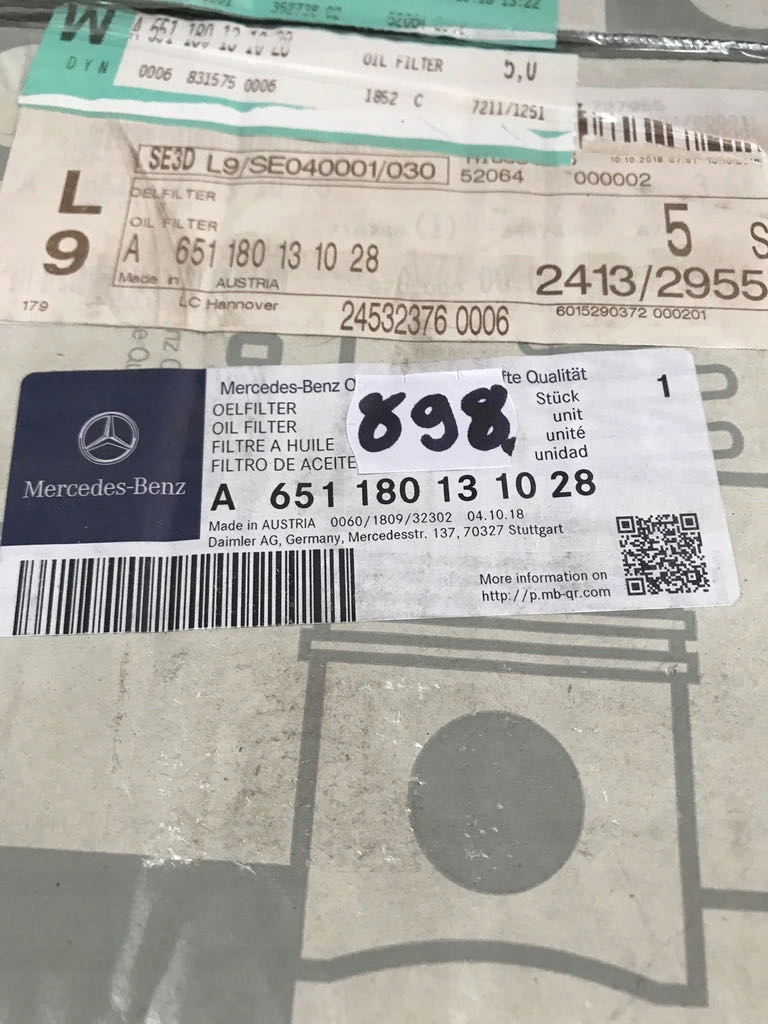 52064
W A 651 180 13 10 28
DYN
OIL FILTER 5,0
0006 831575 0006
1852 C 7211/1251
SE3D L9/SE040001/030
52064 000002
L 9
OELFILTER
OIL FILTER
A 651 180 13 10 28
5 S
Made in AUSTRIA
2413/2955
LC Hannover
179
24532376 0006
6015290372 000201
Mercedes-Benz
Mercedes-Benz O 898, fte Qualität
OELFILTER
OIL FILTER
FILTRE A HUILE
FILTRO DE ACEITE
Stück
unit
unité
unidad
1
A 651 180 13 10 28
Made in AUSTRIA 0060/1809/32302 04.10.18
Daimler AG, Germany, Mercedesstr. 137, 70327 Stuttgart
More information on
http://p.mb-qr.com